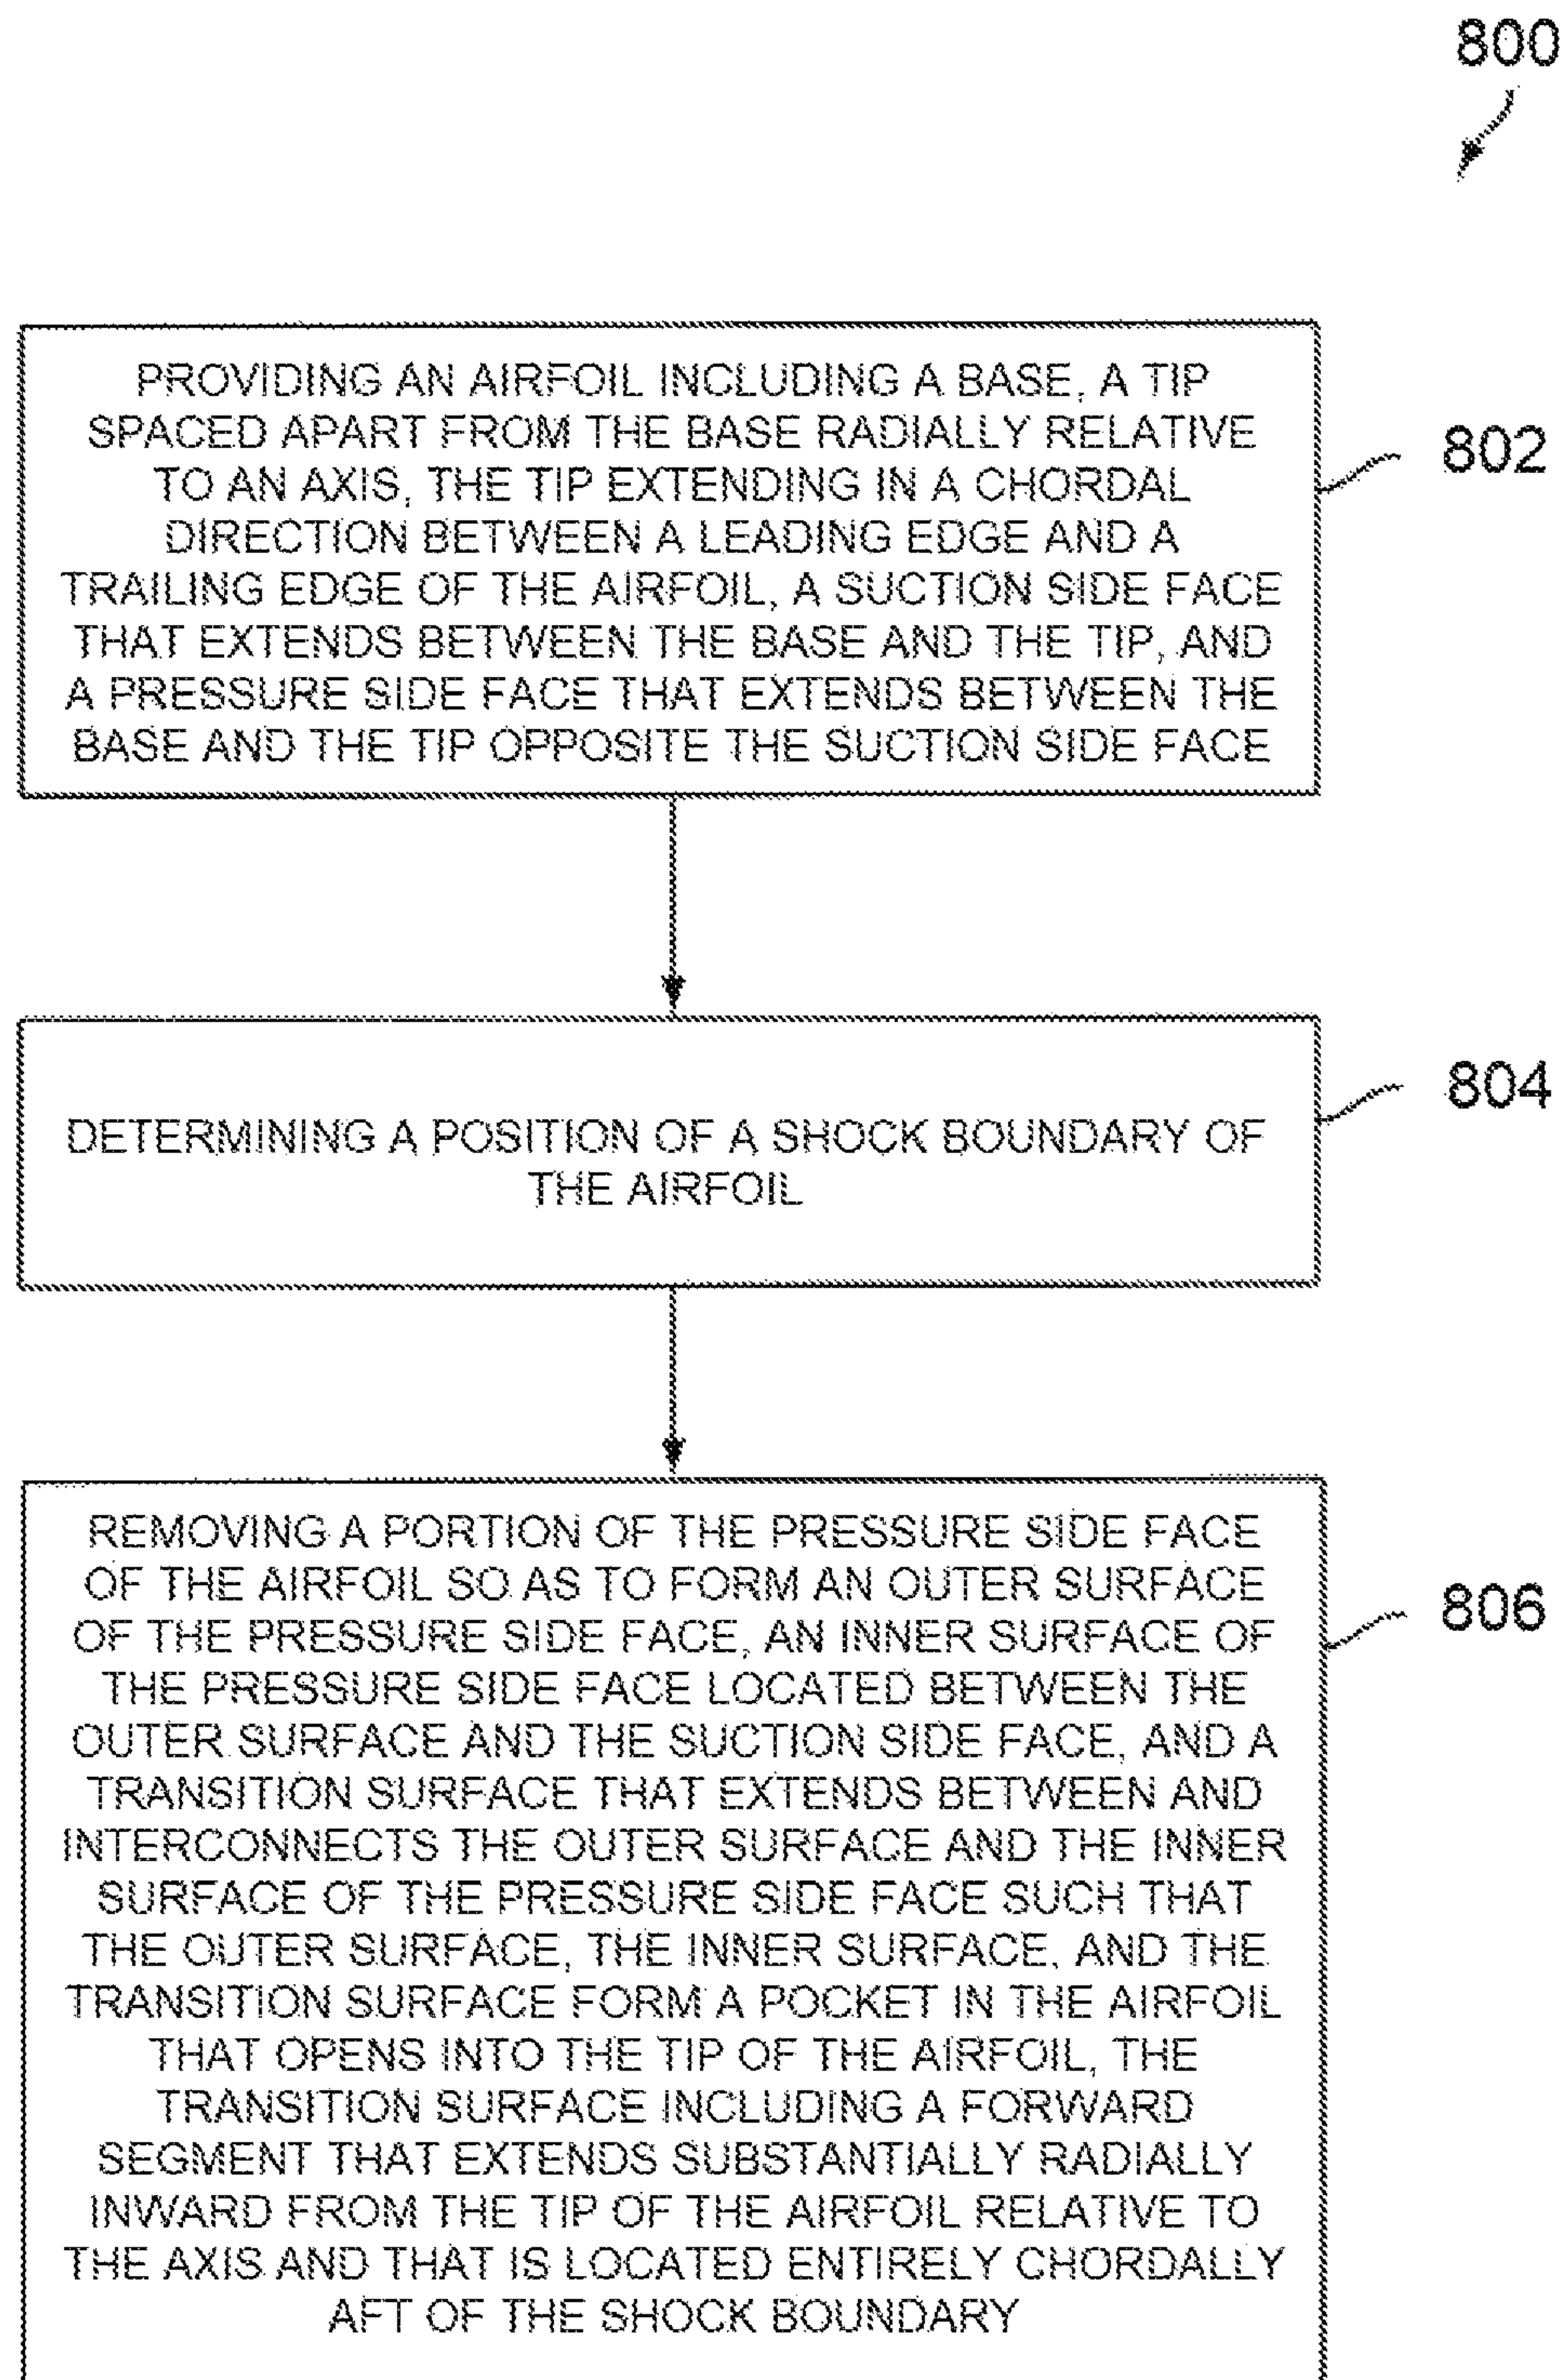 800
PROVIDING AN AIRFOIL INCLUDING A BASE, A TIP
SPACED APART FROM THE BASE RADIALLY RELATIVE
TO AN AXIS, THE TIP EXTENDING IN A CHORDAL
DIRECTION BETWEEN A LEADING EDGE AND A
TRAILING EDGE OF THE AIRFOIL, A SUCTION SIDE FACE
THAT EXTENDS BETWEEN THE BASE AND THE TIP, AND
A PRESSURE SIDE FACE THAT EXTENDS BETWEEN THE
BASE AND THE TIP OPPOSITE THE SUCTION SIDE FACE
802
DETERMINING A POSITION OF A SHOCK BOUNDARY OF
THE AIRFOIL
804
REMOVING A PORTION OF THE PRESSURE SIDE FACE
OF THE AIRFOIL SO AS TO FORM AN OUTER SURFACE
OF THE PRESSURE SIDE FACE, AN INNER SURFACE OF
THE PRESSURE SIDE FACE LOCATED BETWEEN THE
OUTER SURFACE AND THE SUCTION SIDE FACE, AND A
TRANSITION SURFACE THAT EXTENDS BETWEEN AND
INTERCONNECTS THE OUTER SURFACE AND THE INNER
SURFACE OF THE PRESSURE SIDE FACE SUCH THAT
THE OUTER SURFACE, THE INNER SURFACE, AND THE
TRANSITION SURFACE FORM A POCKET IN THE AIRFOIL
THAT OPENS INTO THE TIP OF THE AIRFOIL, THE
TRANSITION SURFACE INCLUDING A FORWARD
SEGMENT THAT EXTENDS SUBSTANTIALLY RADIALLY
INWARD FROM THE TIP OF THE AIRFOIL RELATIVE TO
THE AXIS AND THAT IS LOCATED ENTIRELY CHORDALLY
AFT OF THE SHOCK BOUNDARY
806